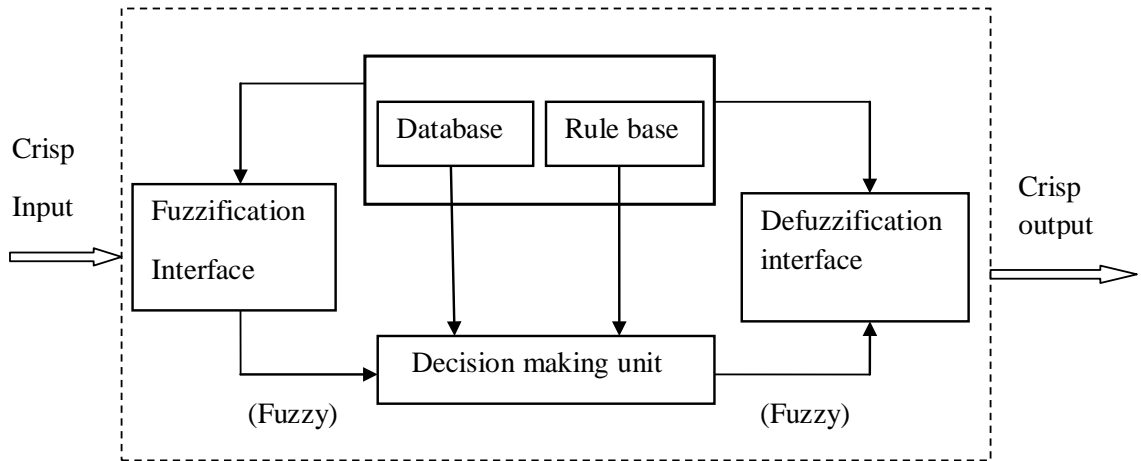 Crisp
Input
Fuzzification
Interface
Database
Rule base
Decision making unit
(Fuzzy)
(Fuzzy)
Defuzzification
interface
Crisp
output